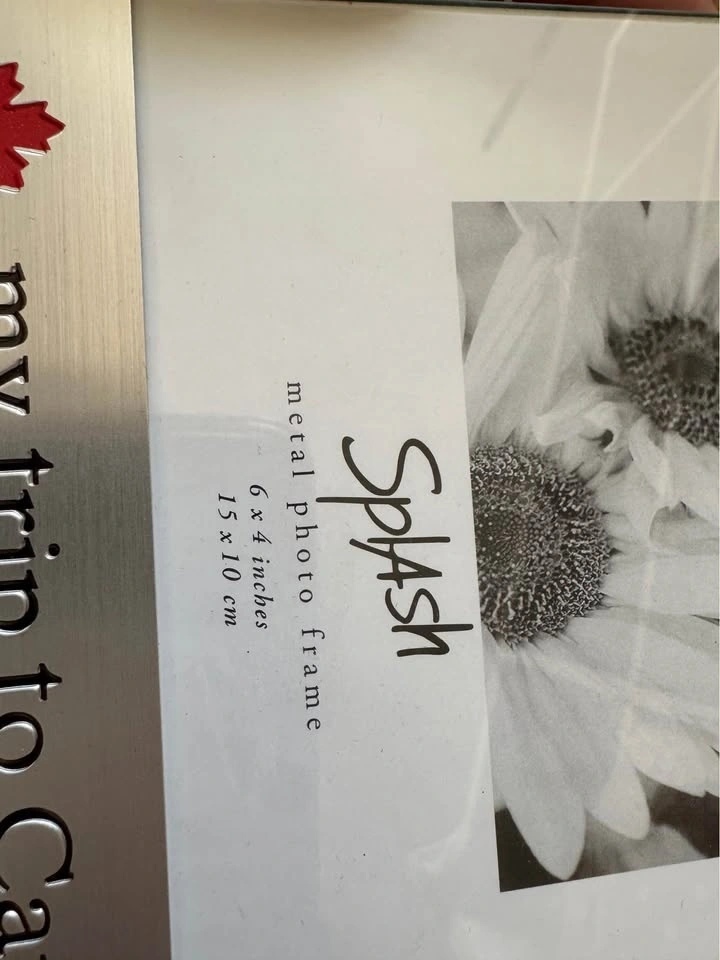 Splash
metal photo frame
6 x 4 inches
15 x 10 cm
my trip to Ca